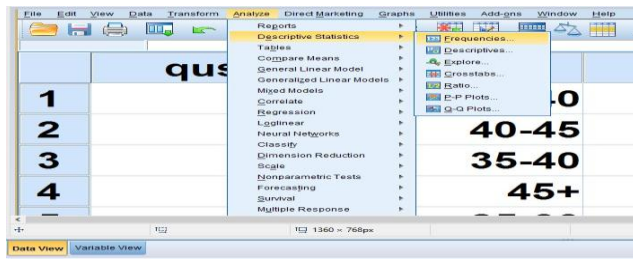 File Edit View Data Transform Analyze Direct Marketing Graphs Utilities Add-ons Window Help
Reports
Descriptive Statistics
Tables
Compare Means
General Linear Model
Generalized Linear Models
Mixed Models
Correlate
Regression
Loglinear
Neural Networks
Classify
Dimension Reduction
Scale
Nonparametric Tests
Forecasting
Survival
Multiple Response
Frequencies...
Descriptives...
Explore...
Crosstabs...
Ratio...
P-P Plots...
Q-Q Plots...
qus
1 0
2 40-45
3 35-40
4 45+
1360 × 768px
Data View Variable View